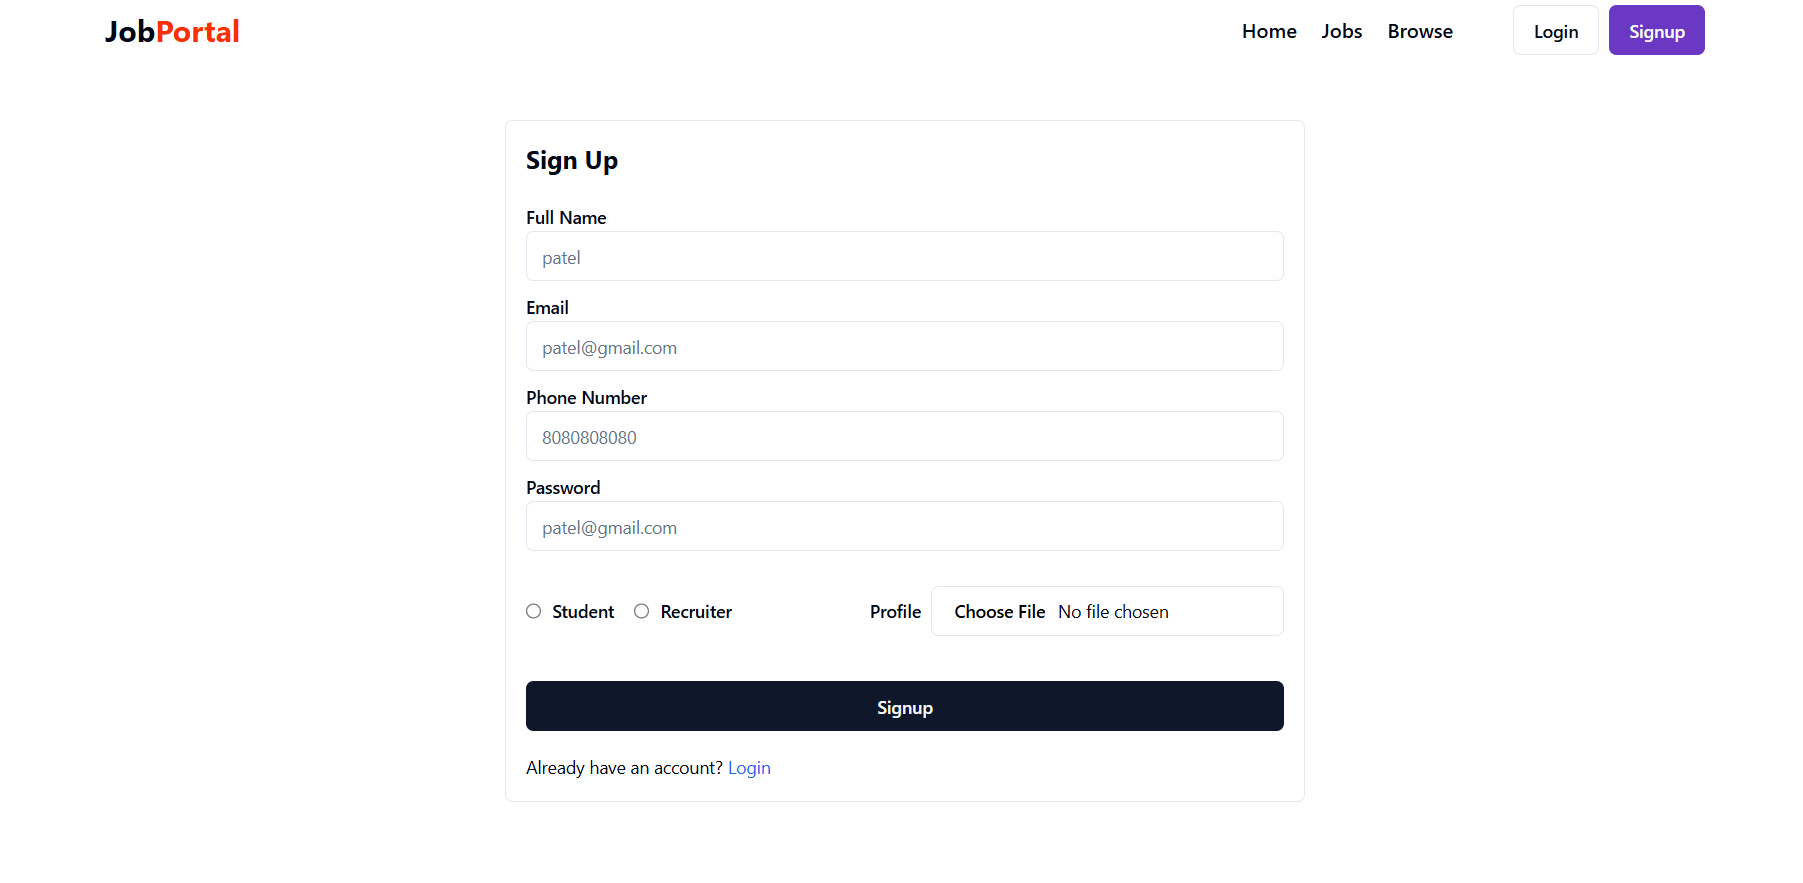 JobPortal Home Jobs Browse Login Signup
Sign Up
Full Name
patel
Email
patel@gmail.com
Phone Number
8080808080
Password
patel@gmail.com
Student Recruiter Profile Choose File No file chosen
Signup
Already have an account? Login